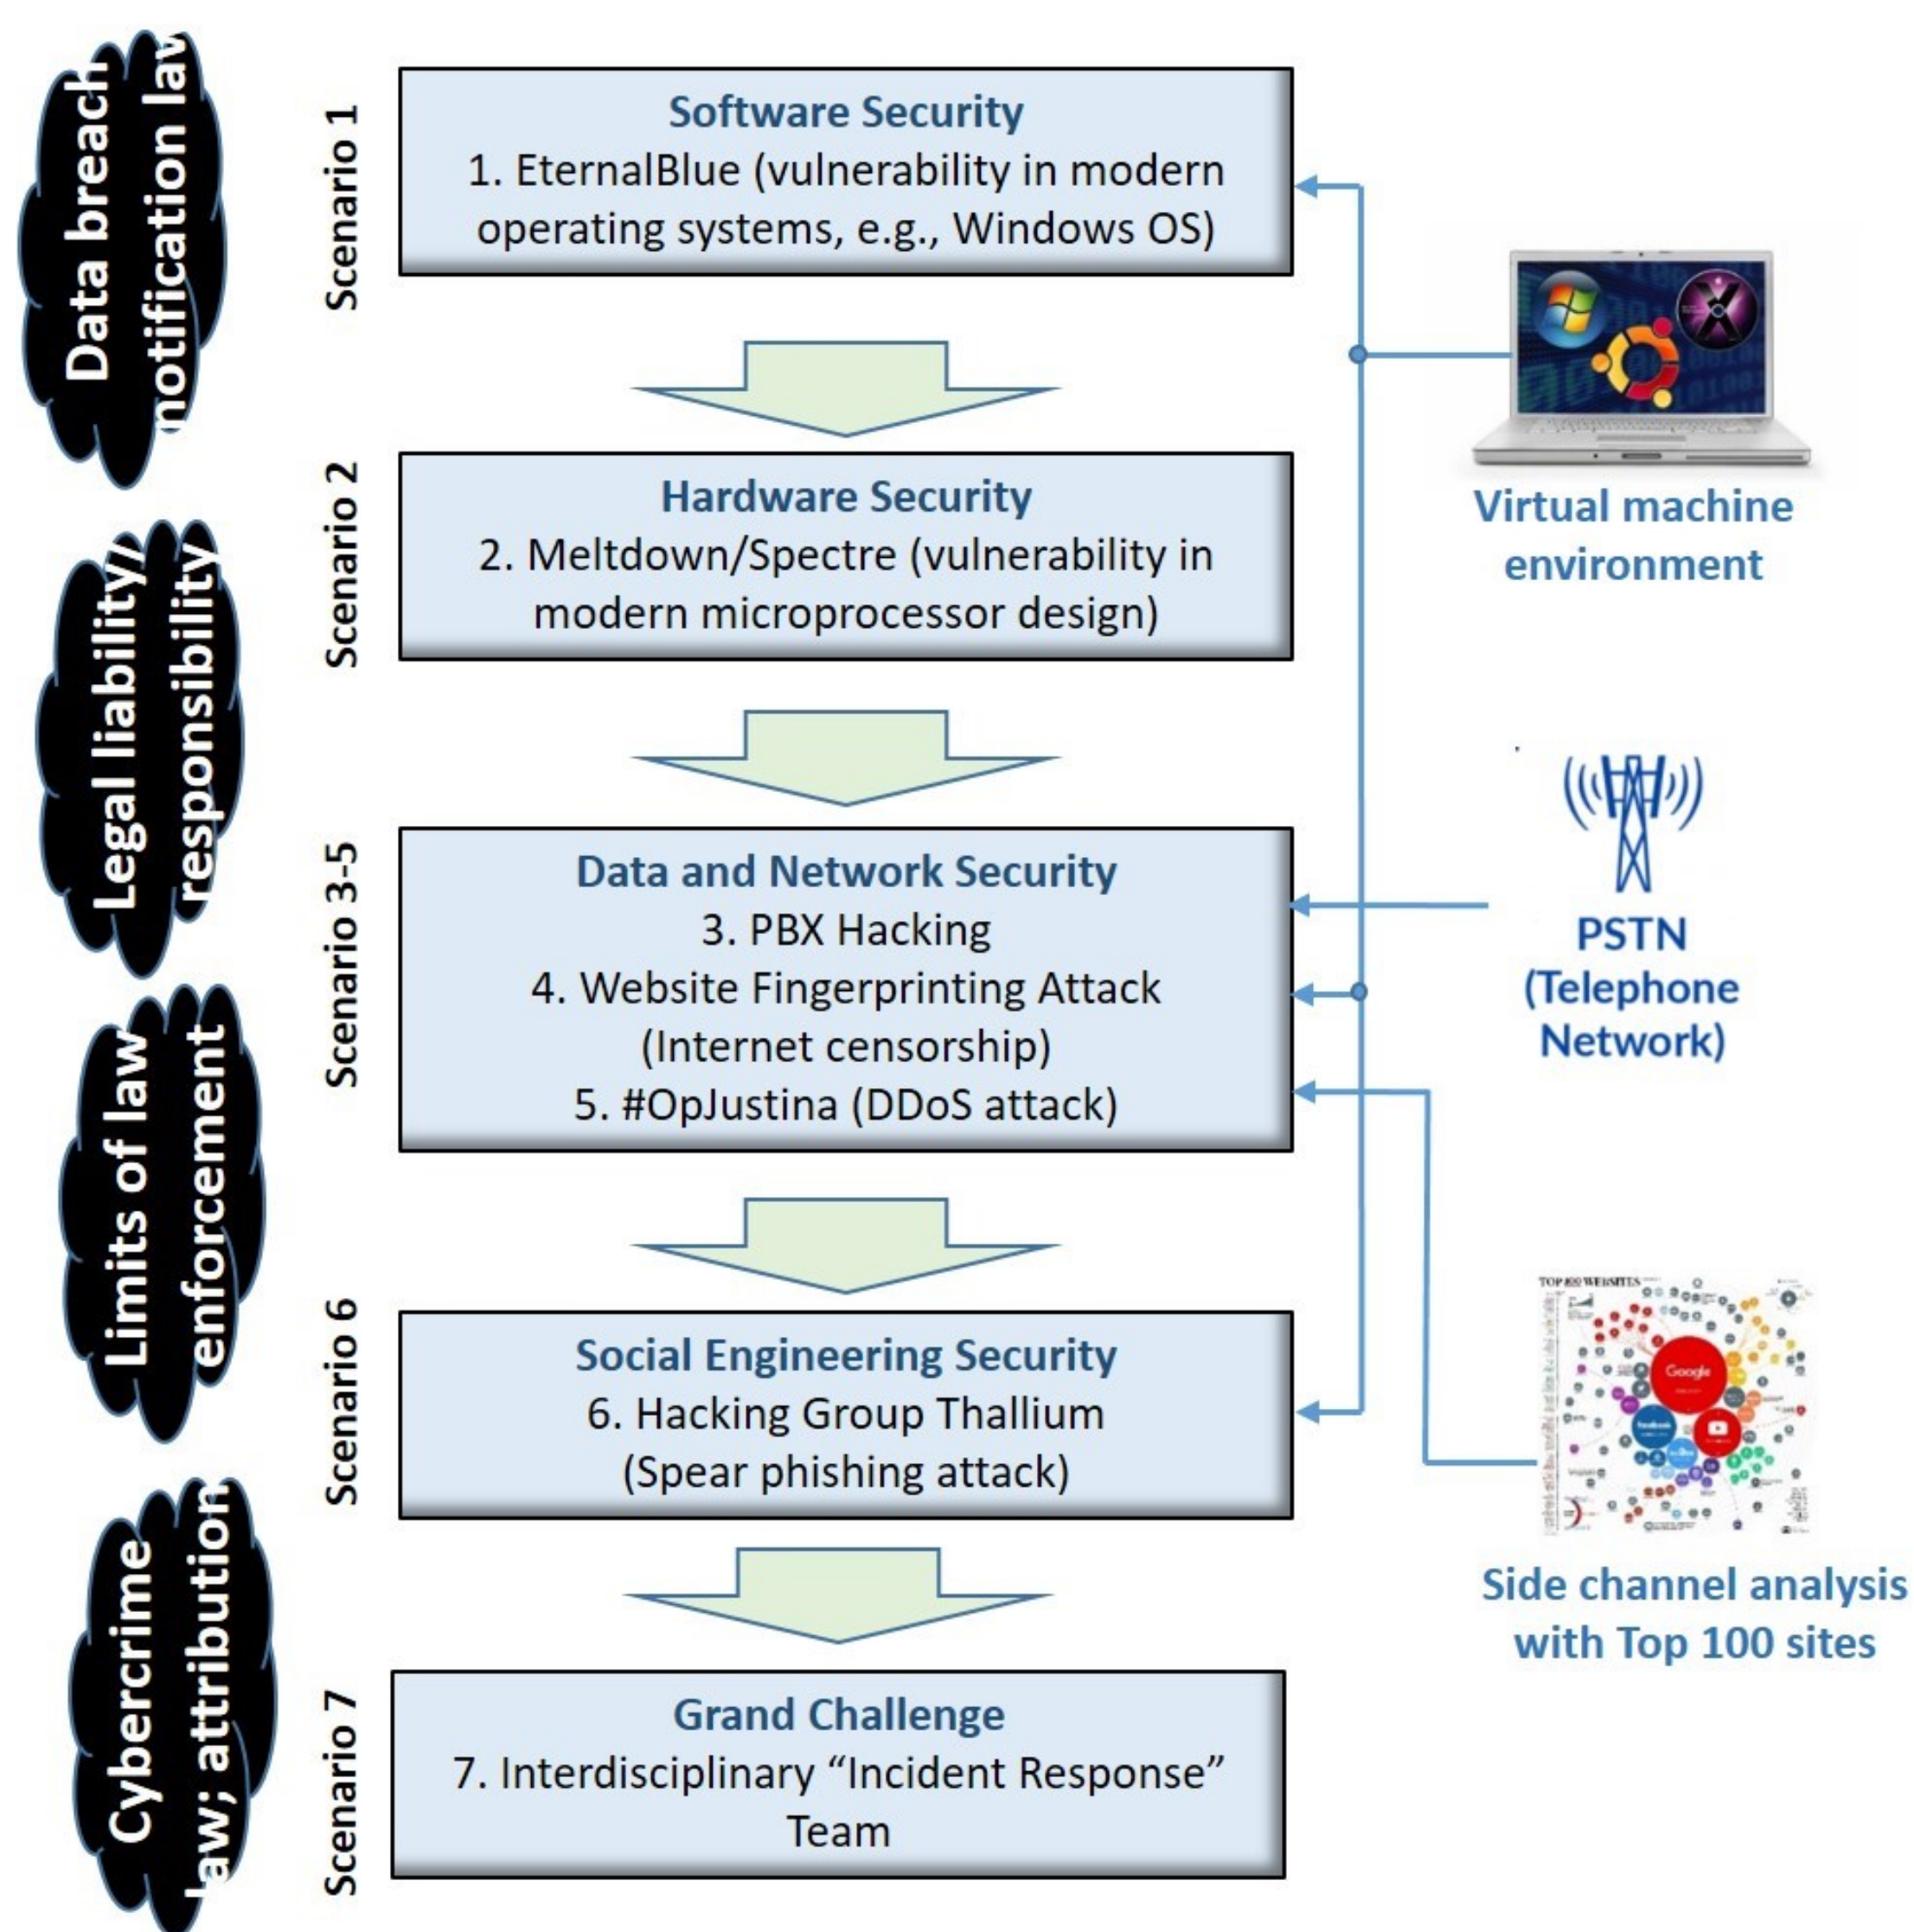 Data breach
notification law
Legal liability/
responsibility
Limits of law
enforcement
Cybercrime
law; attribution
Scenario 1
Software Security
1. EternalBlue (vulnerability in modern
operating systems, e.g., Windows OS)
Scenario 2
Hardware Security
2. Meltdown/Spectre (vulnerability in
modern microprocessor design)
Scenario 3-5
Data and Network Security
3. PBX Hacking
4. Website Fingerprinting Attack
(Internet censorship)
5. #OpJustina (DDoS attack)
Scenario 6
Social Engineering Security
6. Hacking Group Thallium
(Spear phishing attack)
Scenario 7
Grand Challenge
7. Interdisciplinary “Incident Response”
Team
Virtual machine
environment
PSTN
(Telephone
Network)
TOP 100 WEBSITES
Google
facebook
Side channel analysis
with Top 100 sites